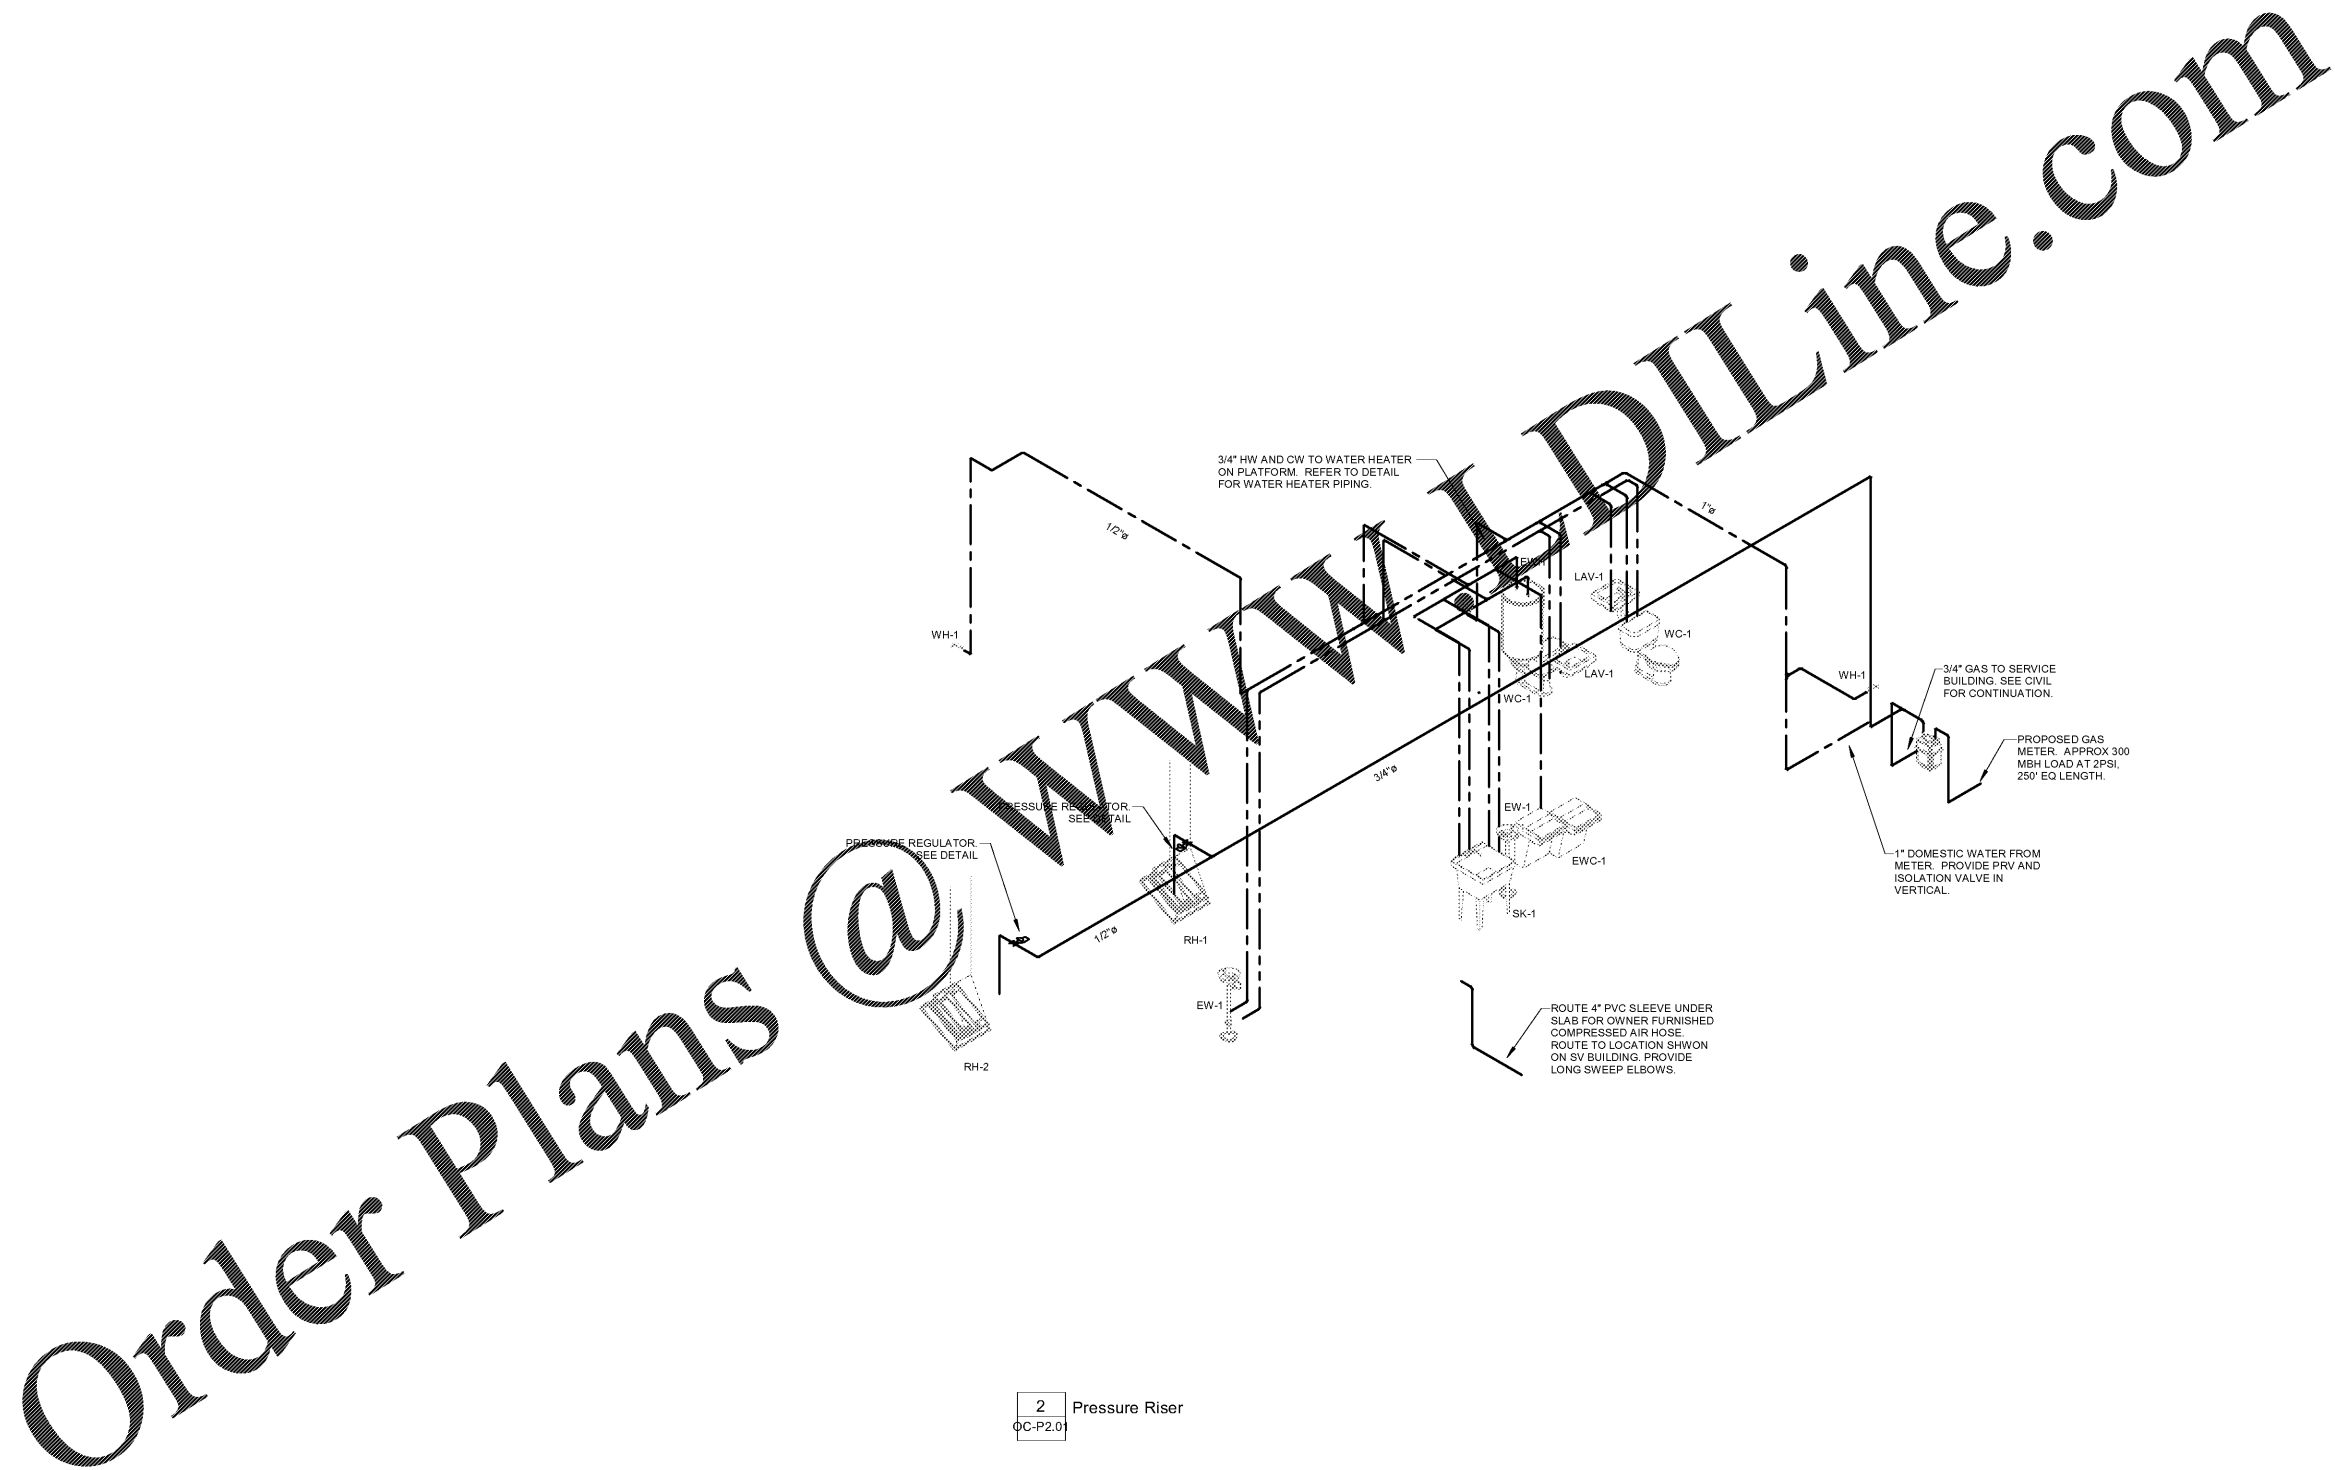 Order Plans @ www.LDILine.com
3/4" HW AND CW TO WATER HEATER
ON PLATFORM. REFER TO DETAIL
FOR WATER HEATER PIPING.
1/2"ø
1"ø
EW-1
LAV-1
WH-1
WC-1
LAV-1
WH-1
WC-1
3/4" GAS TO SERVICE
BUILDING. SEE CIVIL
FOR CONTINUATION.
PROPOSED GAS
METER. APPROX 300
MBH LOAD AT 2PSI,
250' EQ LENGTH.
3/4"ø
PRESSURE REGULATOR.
SEE DETAIL
EW-1
PRESSURE REGULATOR.
SEE DETAIL
EWC-1
1" DOMESTIC WATER FROM
METER. PROVIDE PRV AND
ISOLATION VALVE IN
VERTICAL.
SK-1
1/2"ø
RH-1
EW-1
ROUTE 4" PVC SLEEVE UNDER
SLAB FOR OWNER FURNISHED
COMPRESSED AIR HOSE.
ROUTE TO LOCATION SHWON
ON SV BUILDING. PROVIDE
LONG SWEEP ELBOWS.
RH-2
2
Pressure Riser
OC-P2.01